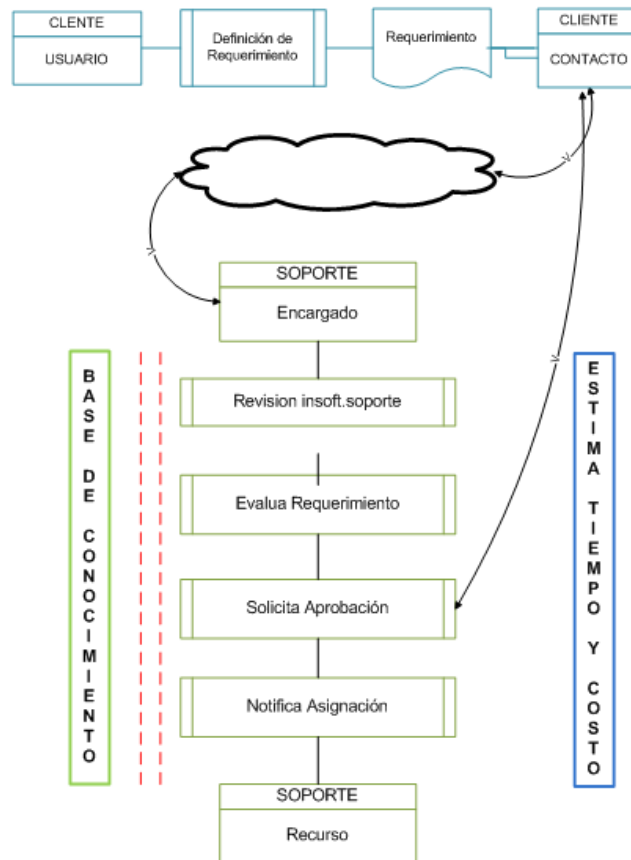 CLENTE
USUARIO
Definición de
Requerimiento
Requerimiento
CLIENTE
CONTACTO
SOPORTE
Encargado
Revision insoft.soporte
Evalua Requerimiento
Solicita Aprobación
Notifica Asignación
SOPORTE
Recurso
BASE DE CONOCIMIENTO
ESTIMA TIEMPO Y COSTO